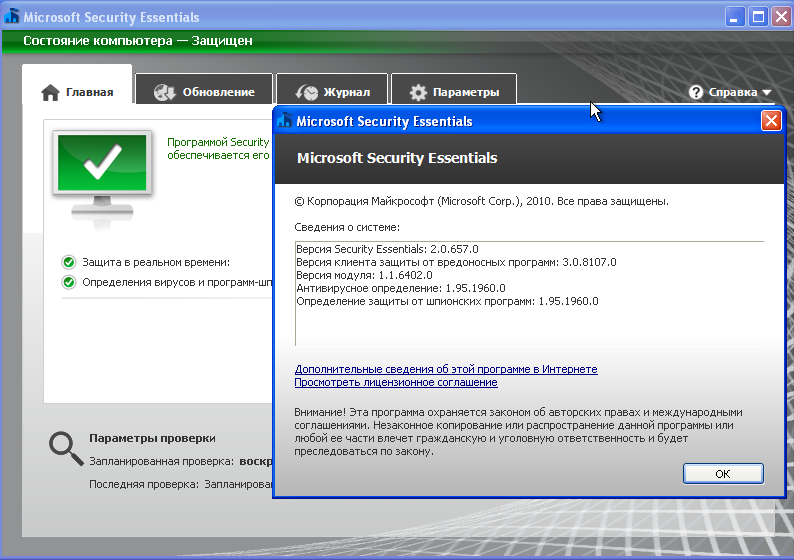 Microsoft Security Essentials
Состояние компьютера — Защищен
Главная
Обновление
Журнал
Параметры
Справка
Программой Security
обеспечивается его
Защита в реальном времени:
Определения вирусов и программ-шп
Параметры проверки
Запланированная проверка: воскр
Последняя проверка: Запланирован
Microsoft Security Essentials
Microsoft Security Essentials
© Корпорация Майкрософт (Microsoft Corp.), 2010. Все права защищены.
Сведения о системе:
Версия Security Essentials: 2.0.657.0
Версия клиента защиты от вредоносных программ: 3.0.8107.0
Версия модуля: 1.1.6402.0
Антивирусное определение: 1.95.1960.0
Определение защиты от шпионских программ: 1.95.1960.0
Дополнительные сведения об этой программе в Интернете
Просмотреть лицензионное соглашение
Внимание! Эта программа охраняется законом об авторских правах и международными
соглашениями. Незаконное копирование или распространение данной программы или
любой ее части влечет гражданскую и уголовную ответственность и будет
преследоваться по закону.
ОК